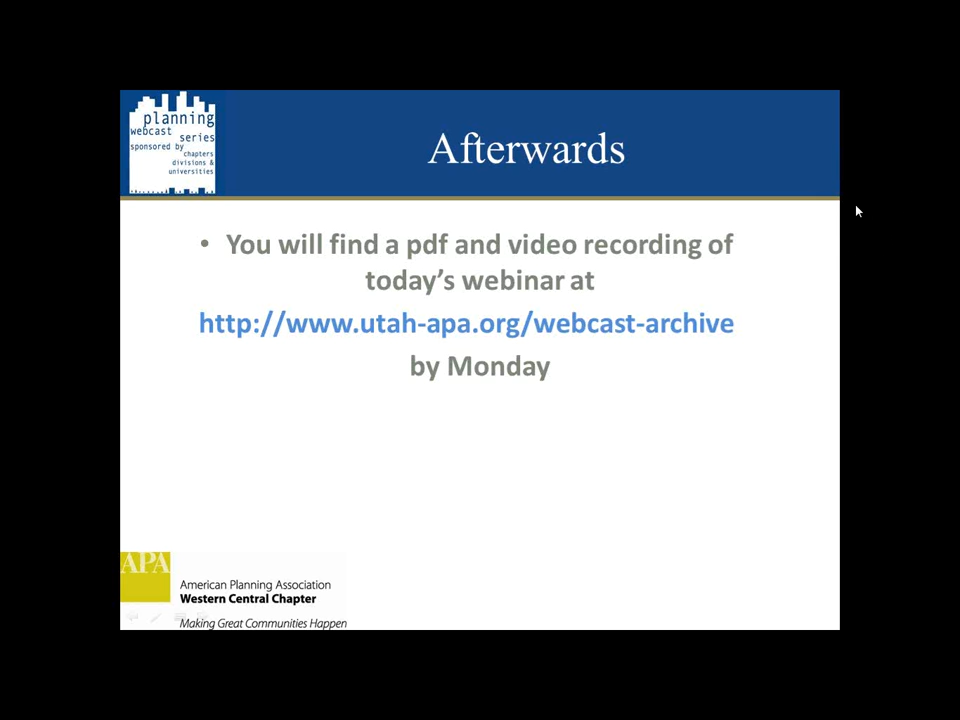 planning
webcast series
sponsored by
chapters
divisions &
universities
Afterwards
• You will find a pdf and video recording of
today's webinar at
http://www.utah-apa.org/webcast-archive
by Monday
APA
American Planning Association
Western Central Chapter
Making Great Communities Happen